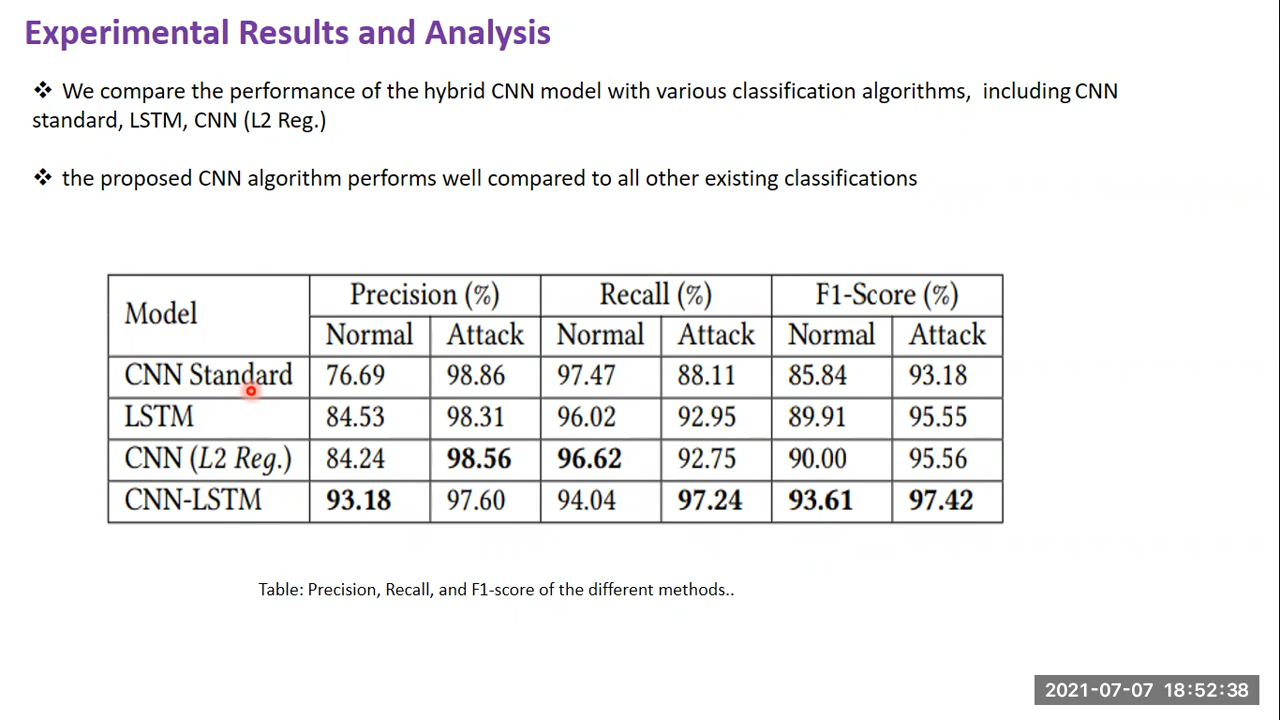 Experimental Results and Analysis
❖ We compare the performance of the hybrid CNN model with various classification algorithms, including CNN
standard, LSTM, CNN (L2 Reg.)
❖ the proposed CNN algorithm performs well compared to all other existing classifications
Model Precision (%) Recall (%) F1-Score (%)
Normal Attack Normal Attack Normal Attack
CNN Standard 76.69 98.86 97.47 88.11 85.84 93.18
LSTM 84.53 98.31 96.02 92.95 89.91 95.55
CNN (L2 Reg.) 84.24 98.56 96.62 92.75 90.00 95.56
CNN-LSTM 93.18 97.60 94.04 97.24 93.61 97.42
Table: Precision, Recall, and F1-score of the different methods..
2021-07-07 18:52:38